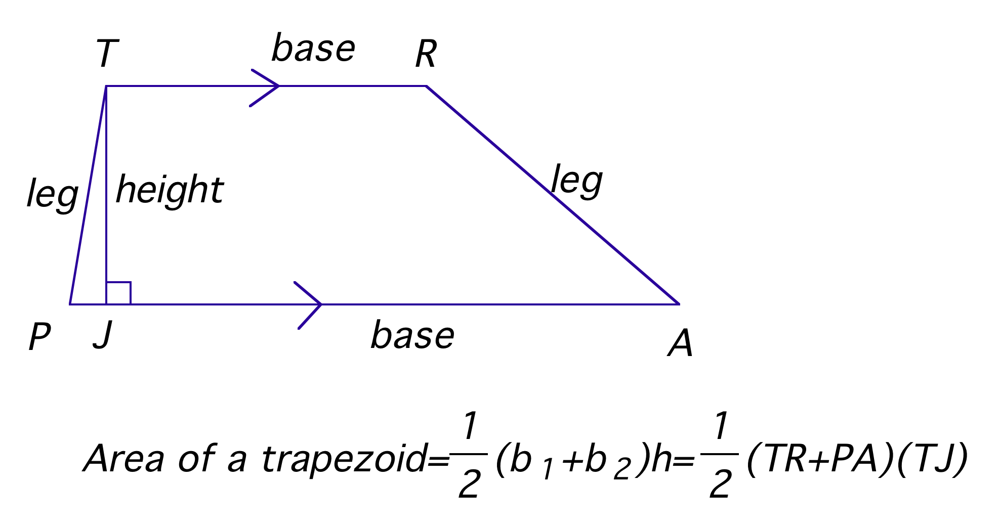 T base R
leg height leg
P J base A
Area of a trapezoid=1/2(b1+b2)h=1/2(TR+PA)(TJ)